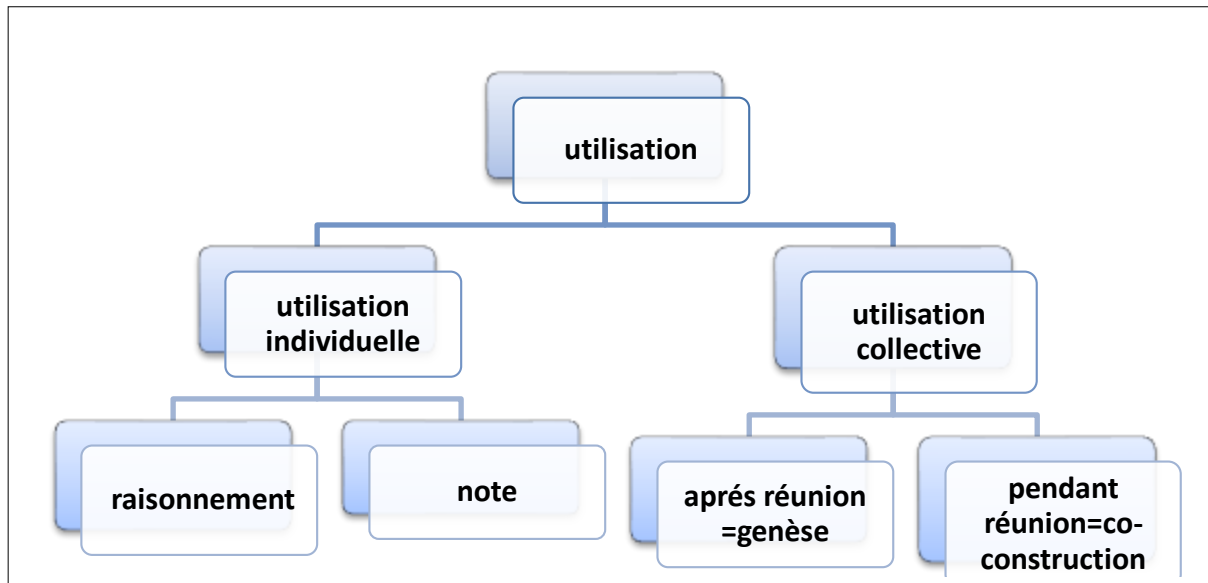 utilisation
utilisation
individuelle
utilisation
collective
raisonnement
note
aprés réunion
=genèse
pendant
réunion=co-
construction